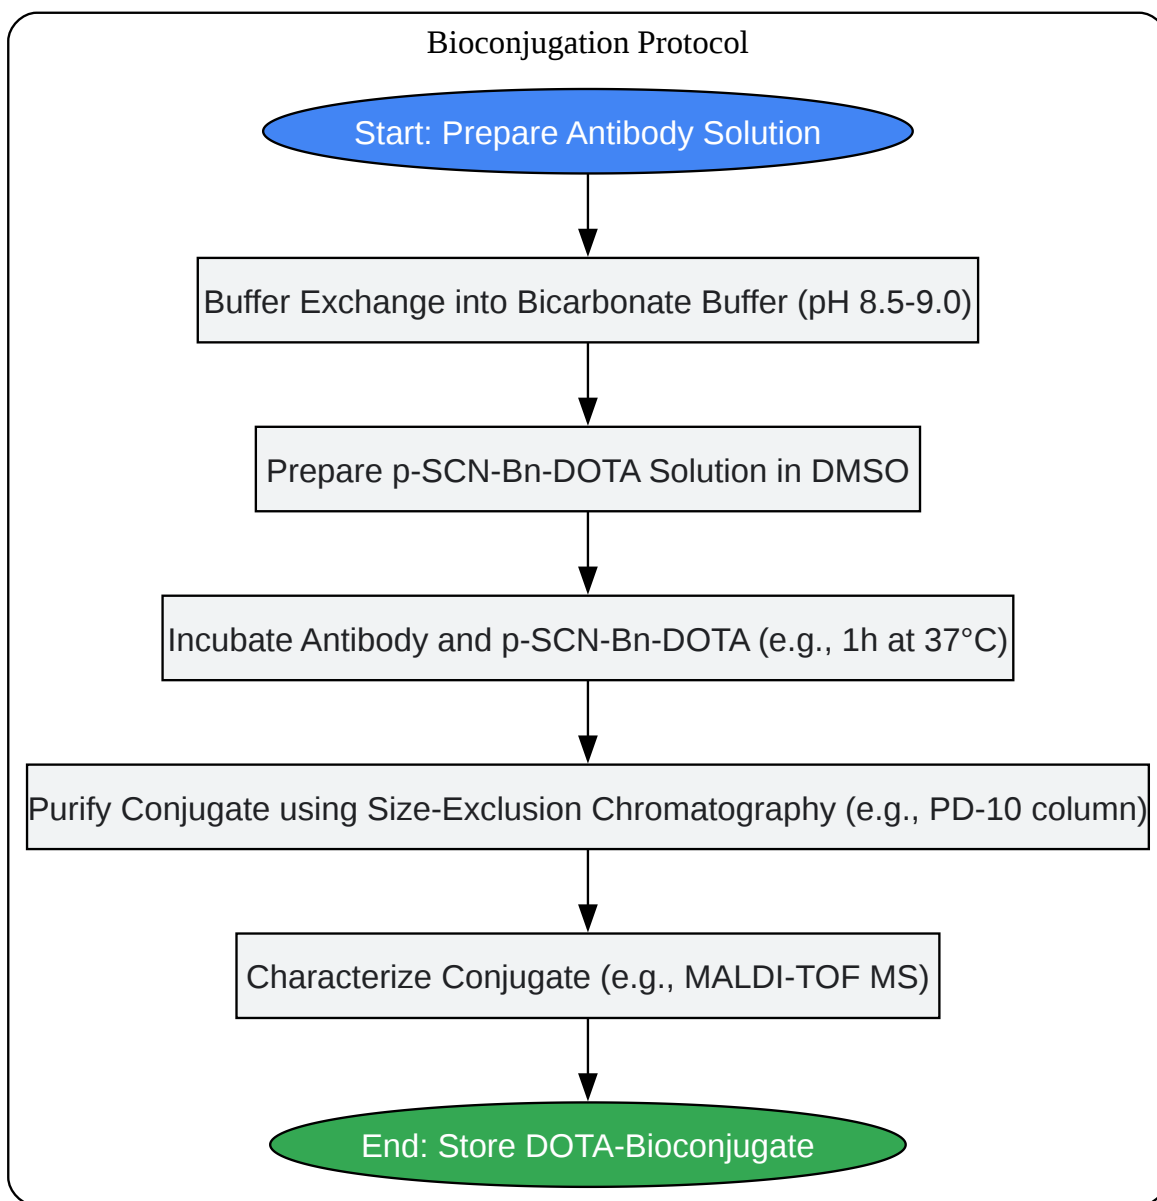 Bioconjugation Protocol
Start: Prepare Antibody Solution
Buffer Exchange into Bicarbonate Buffer (pH 8.5-9.0)
Prepare p-SCN-Bn-DOTA Solution in DMSO
Incubate Antibody and p-SCN-Bn-DOTA (e.g., 1h at 37°C)
Purify Conjugate using Size-Exclusion Chromatography (e.g., PD-10 column)
Characterize Conjugate (e.g., MALDI-TOF MS)
End: Store DOTA-Bioconjugate